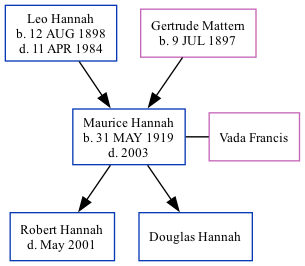 Leo Hannah
b. 12 AUG 1898
d. 11 APR 1984
Gertrude Mattern
b. 9 JUL 1897
Maurice Hannah
b. 31 MAY 1919
d. 2003
Vada Francis
Robert Hannah
d. May 2001
Douglas Hannah